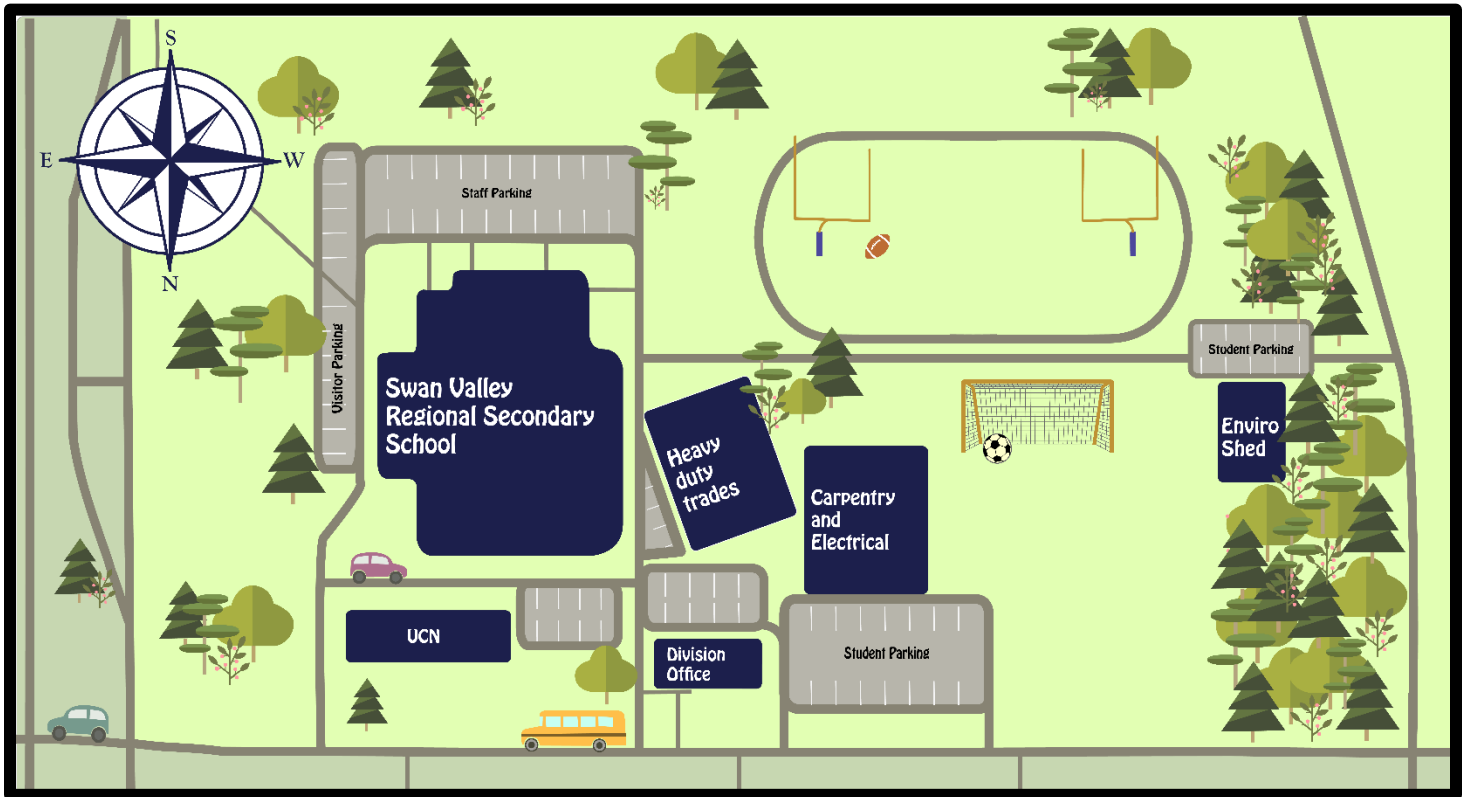 S
E
W
N
Staff Parking
Visitor Parking
Swan Valley
Regional Secondary
School
Heavy
duty
trades
Carpentry
and
Electrical
Student Parking
Enviro
Shed
UCN
Division
Office
Student Parking